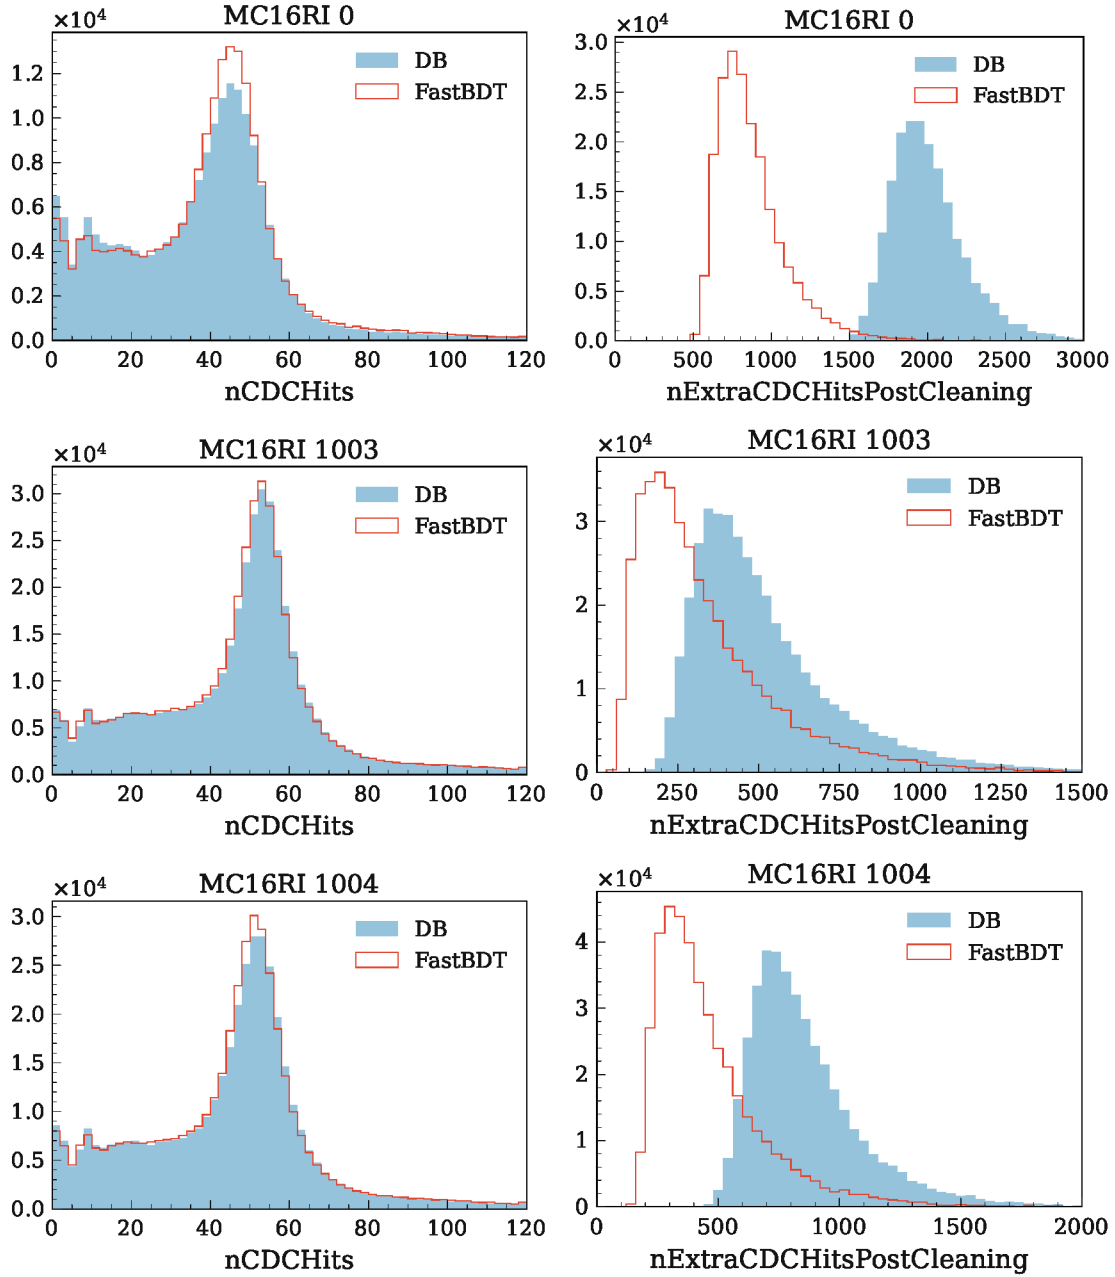 MC16RI 0
×10⁴
DB
FastBDT
1.2
1.0
0.8
0.6
0.4
0.2
0.0
0 20 40 60 80 100 120
nCDCHits
MC16RI 0
×10⁴
DB
FastBDT
3.0
2.5
2.0
1.5
1.0
0.5
0.0
0 500 1000 1500 2000 2500 3000
nExtraCDCHitsPostCleaning
MC16RI 1003
×10⁴
DB
FastBDT
3.0
2.5
2.0
1.5
1.0
0.5
0.0
0 20 40 60 80 100 120
nCDCHits
MC16RI 1003
×10⁴
DB
FastBDT
3
2
1
0
0 250 500 750 1000 1250 1500
nExtraCDCHitsPostCleaning
MC16RI 1004
×10⁴
DB
FastBDT
3.0
2.5
2.0
1.5
1.0
0.5
0.0
0 20 40 60 80 100 120
nCDCHits
MC16RI 1004
×10⁴
DB
FastBDT
4
3
2
1
0
0 500 1000 1500 2000
nExtraCDCHitsPostCleaning